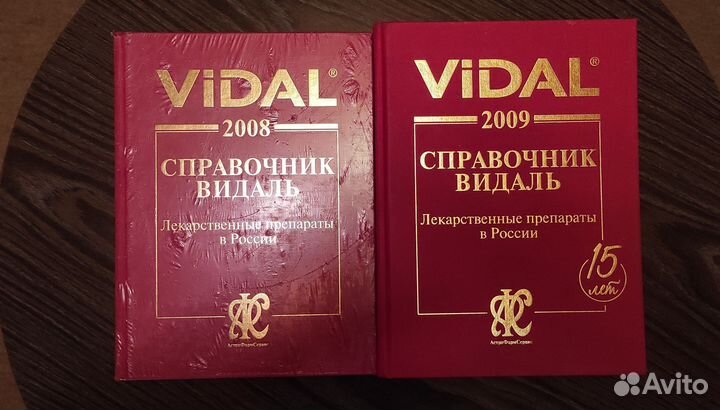 ViDAL®
2008
СПРАВОЧНИК
ВИДАЛЬ
Лекарственные препараты
в России
АстраФармСервис
ViDAL®
2009
СПРАВОЧНИК
ВИДАЛЬ
Лекарственные препараты
в России
15
лет
АстраФармСервис
Avito